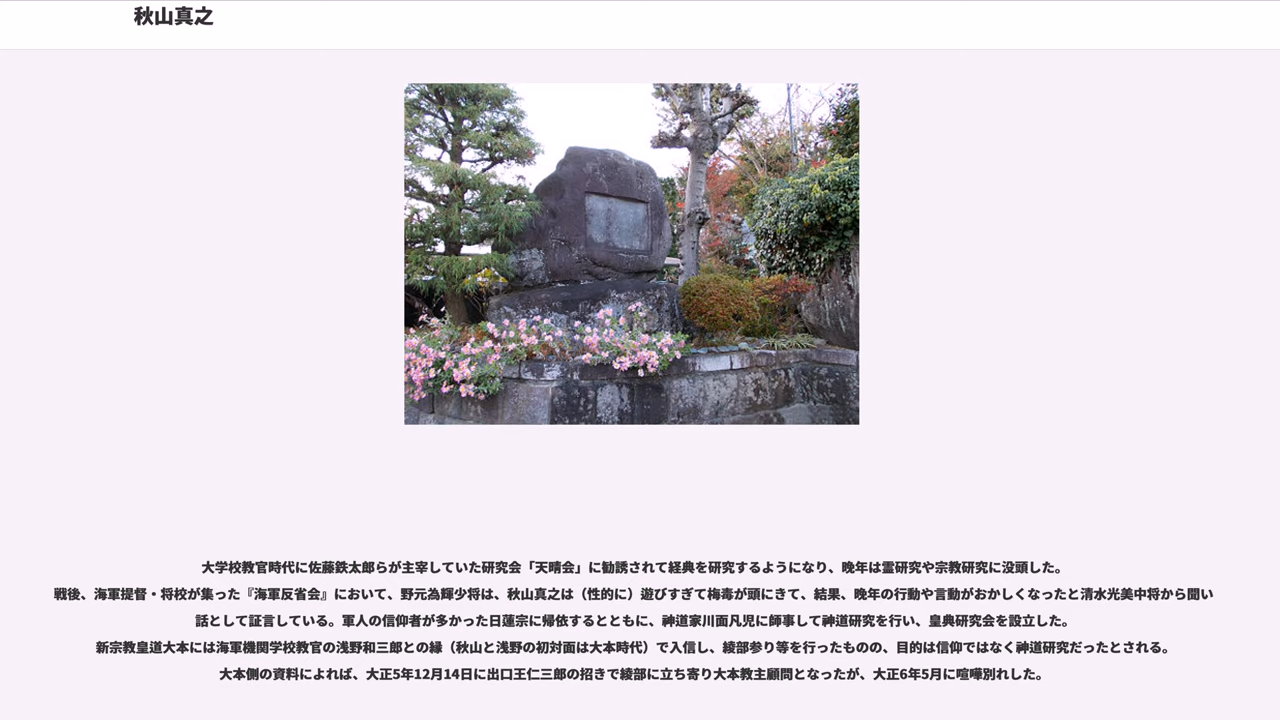 秋山真之
大学校教官時代に佐藤鉄太郎らが主宰していた研究会「天晴会」に勧誘されて経典を研究するようになり、晩年は霊研究や宗教研究に没頭した。
戦後、海軍提督・将校が集った『海軍反省会』において、野元為輝少将は、秋山真之は（性的に）遊びすぎて梅毒が頭にきて、結果、晩年の行動や言動がおかしくなったと清水光美中将から聞い
話として証言している。軍人の信仰者が多かった日蓮宗に帰依するとともに、神道家川面凡児に師事して神道研究を行い、皇典研究会を設立した。
新宗教皇道大本には海軍機関学校教官の浅野和三郎との縁（秋山と浅野の初対面は大本時代）で入信し、綾部参り等を行ったものの、目的は信仰ではなく神道研究だったとされる。
大本側の資料によれば、大正5年12月14日に出口王仁三郎の招きで綾部に立ち寄り大本教主顧問となったが、大正6年5月に喧嘩別れした。